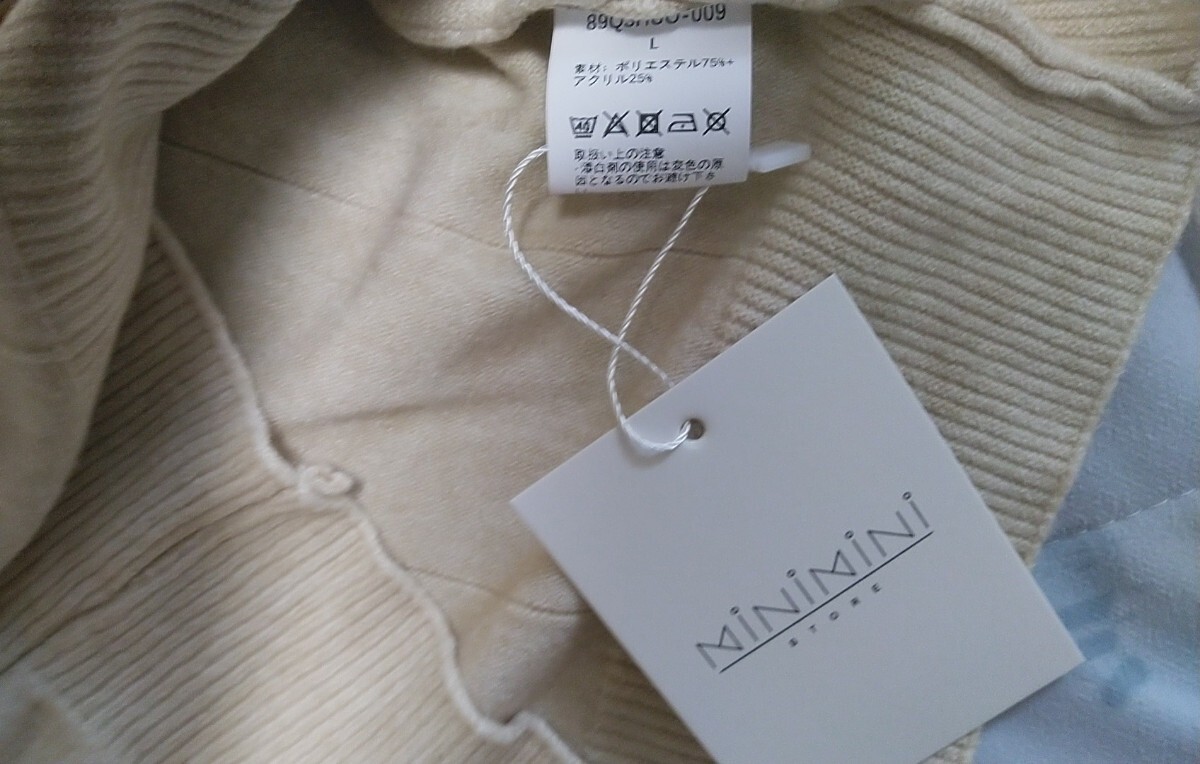 L
素材: ポリエステル75%+
アクリル25%
40
取扱い上の注意
・漂白剤の使用は変色の原
因となるのでお避け下さ
MiNiMiNi
STORE